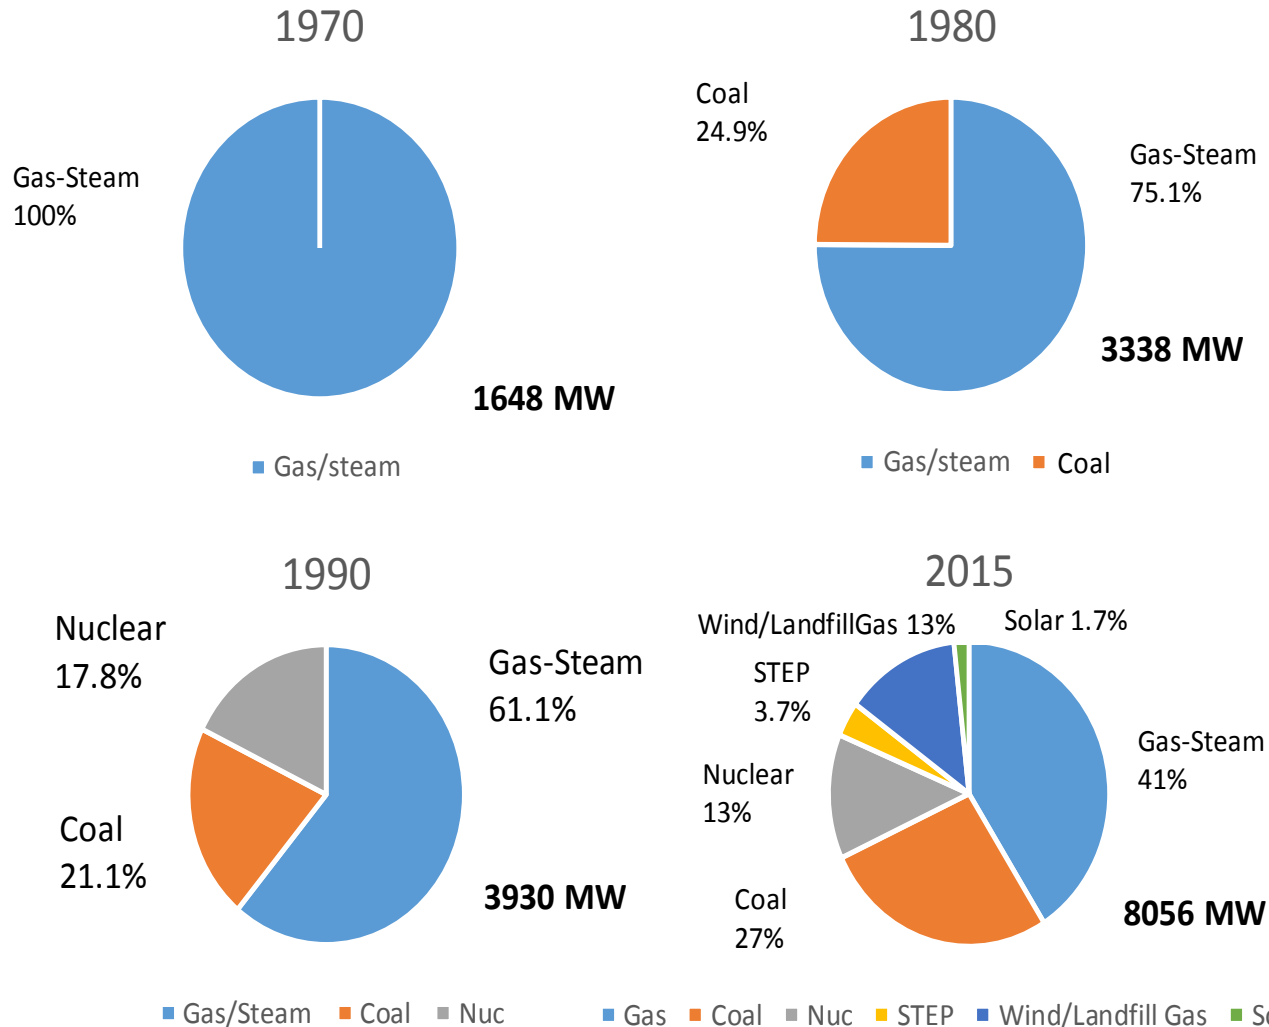 1970
Gas-Steam
100%
1648 MW
Gas/steam
1980
Coal
24.9%
Gas-Steam
75.1%
3338 MW
Gas/steam Coal
1990
Nuclear
17.8%
Gas-Steam
61.1%
Coal
21.1%
3930 MW
Gas/Steam Coal Nuc
2015
Wind/LandfillGas 13%
Solar 1.7%
STEP
3.7%
Gas-Steam
41%
Nuclear
13%
Coal
27%
8056 MW
Gas Coal Nuc STEP Wind/Landfill Gas